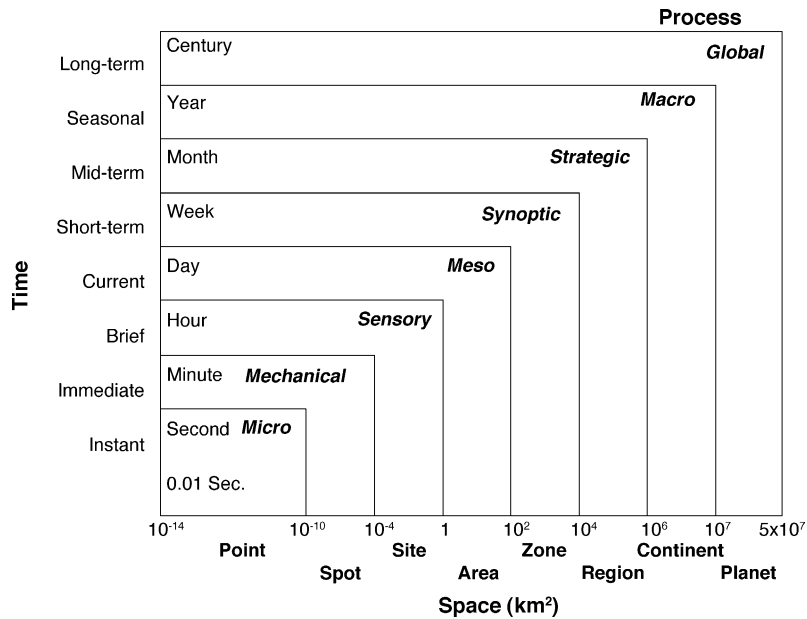 Process
Century
Global
Long-term
Year
Macro
Seasonal
Month
Strategic
Mid-term
Week
Synoptic
Short-term
Day
Meso
Current
Time
Hour
Sensory
Brief
Minute
Mechanical
Immediate
Second
Micro
Instant
0.01 Sec.
10⁻¹⁴ 10⁻¹⁰ 10⁻⁴ 1 10² 10⁴ 10⁶ 10⁷ 5x10⁷
Point Site Zone Continent
Spot Area Region Planet
Space (km²)